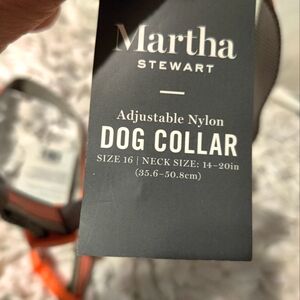 Martha
STEWART
Adjustable Nylon
DOG COLLAR
SIZE 16 | NECK SIZE: 14–20in
(35.6–50.8cm)